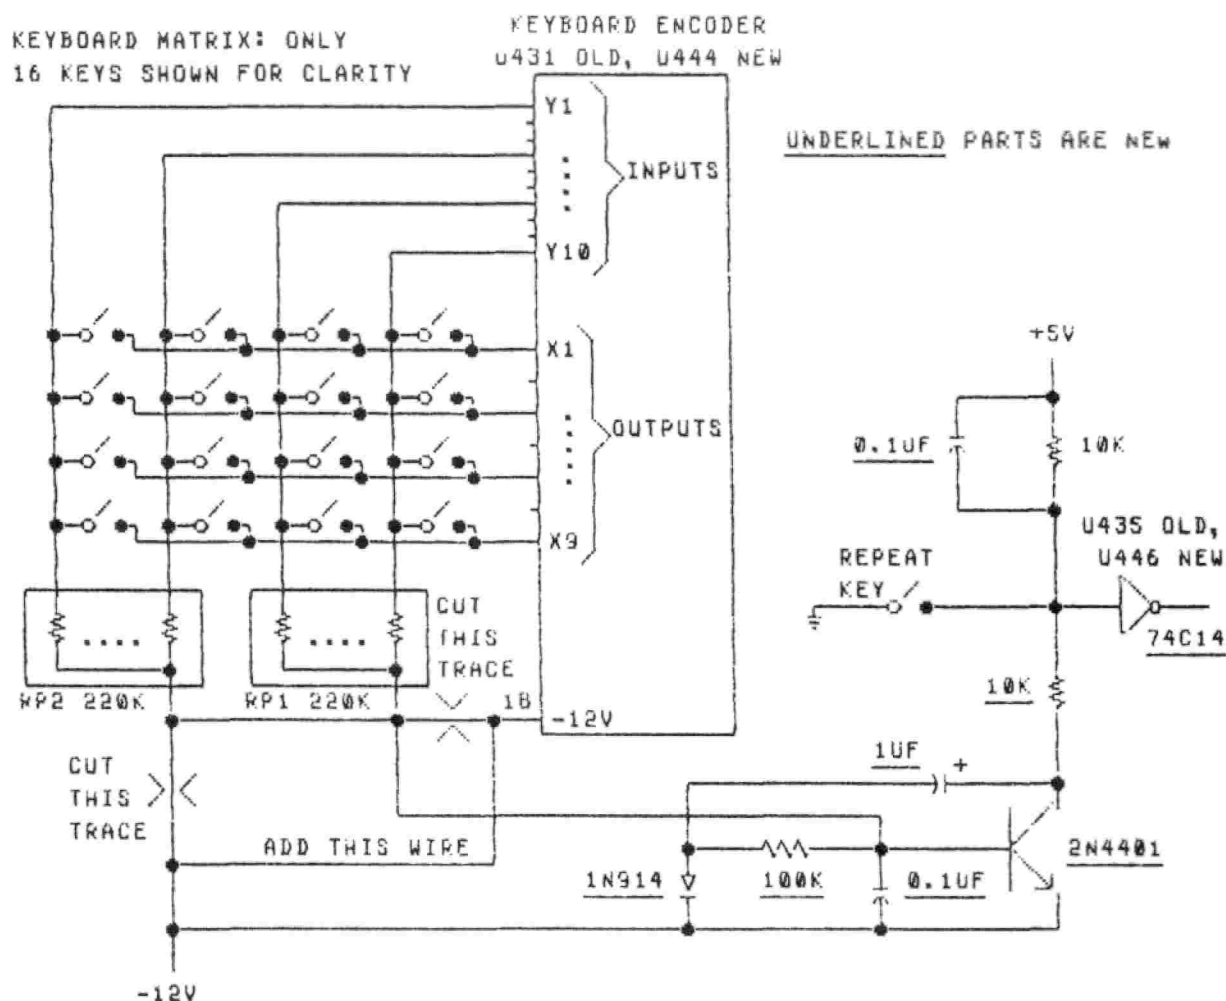 KEYBOARD MATRIX: ONLY
16 KEYS SHOWN FOR CLARITY
KEYBOARD ENCODER
U431 OLD, U444 NEW
UNDERLINED PARTS ARE NEW
Y1
INPUTS
Y10
X1
OUTPUTS
X9
+5V
0.1UF
10K
U435 OLD,
U446 NEW
REPEAT
KEY
74C14
CUT
THIS
TRACE
RP2 220K
RP1 220K
18
-12V
10K
CUT
THIS
TRACE
1UF
+
ADD THIS WIRE
2N4401
1N914
100K
0.1UF
-12V